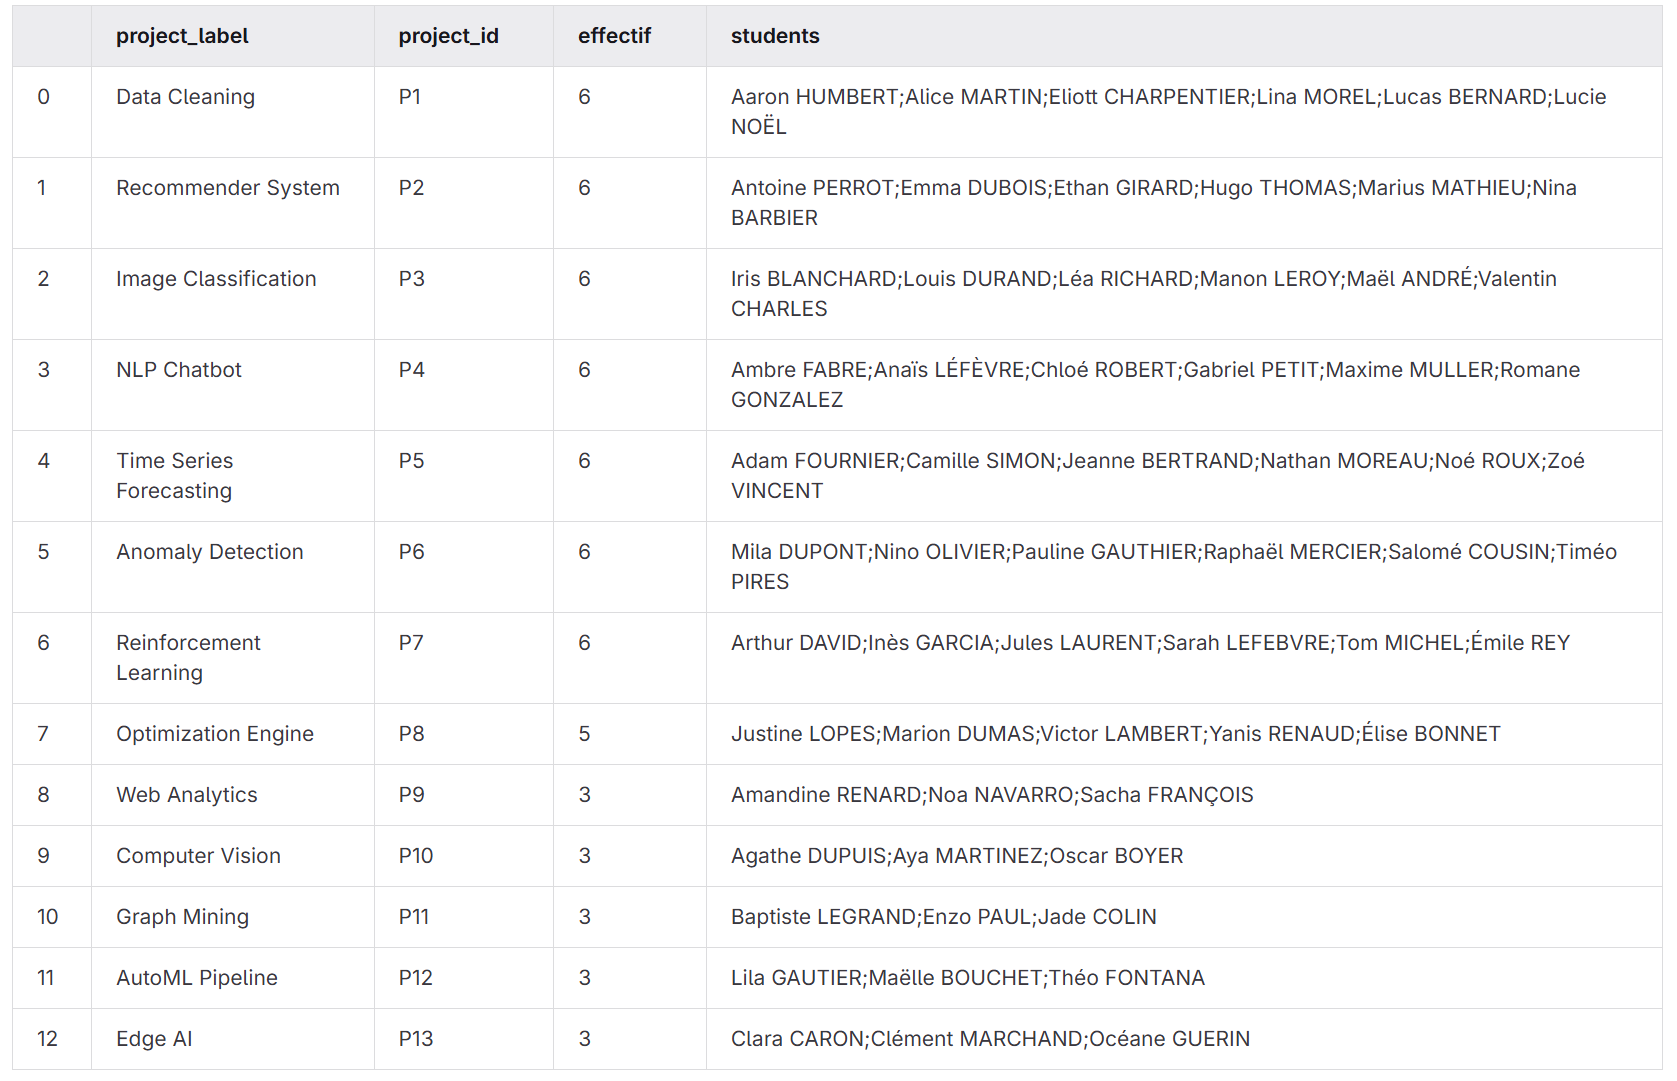 project_label project_id effectif students
0 Data Cleaning P1 6 Aaron HUMBERT;Alice MARTIN;Eliott CHARPENTIER;Lina MOREL;Lucas BERNARD;Lucie
NOËL
1 Recommender System P2 6 Antoine PERROT;Emma DUBOIS;Ethan GIRARD;Hugo THOMAS;Marius MATHIEU;Nina
BARBIER
2 Image Classification P3 6 Iris BLANCHARD;Louis DURAND;Léa RICHARD;Manon LEROY;Maël ANDRÉ;Valentin
CHARLES
3 NLP Chatbot P4 6 Ambre FABRE;Anaïs LÉFÈVRE;Chloé ROBERT;Gabriel PETIT;Maxime MULLER;Romane
GONZALEZ
4 Time Series P5 6 Adam FOURNIER;Camille SIMON;Jeanne BERTRAND;Nathan MOREAU;Noé ROUX;Zoé
Forecasting VINCENT
5 Anomaly Detection P6 6 Mila DUPONT;Nino OLIVIER;Pauline GAUTHIER;Raphaël MERCIER;Salomé COUSIN;Timéo
PIRES
6 Reinforcement P7 6 Arthur DAVID;Inès GARCIA;Jules LAURENT;Sarah LEFEBVRE;Tom MICHEL;Émile REY
Learning
7 Optimization Engine P8 5 Justine LOPES;Marion DUMAS;Victor LAMBERT;Yanis RENAUD;Élise BONNET
8 Web Analytics P9 3 Amandine RENARD;Noa NAVARRO;Sacha FRANÇOIS
9 Computer Vision P10 3 Agathe DUPUIS;Aya MARTINEZ;Oscar BOYER
10 Graph Mining P11 3 Baptiste LEGRAND;Enzo PAUL;Jade COLIN
11 AutoML Pipeline P12 3 Lila GAUTIER;Maëlle BOUCHET;Théo FONTANA
12 Edge AI P13 3 Clara CARON;Clément MARCHAND;Océane GUERIN